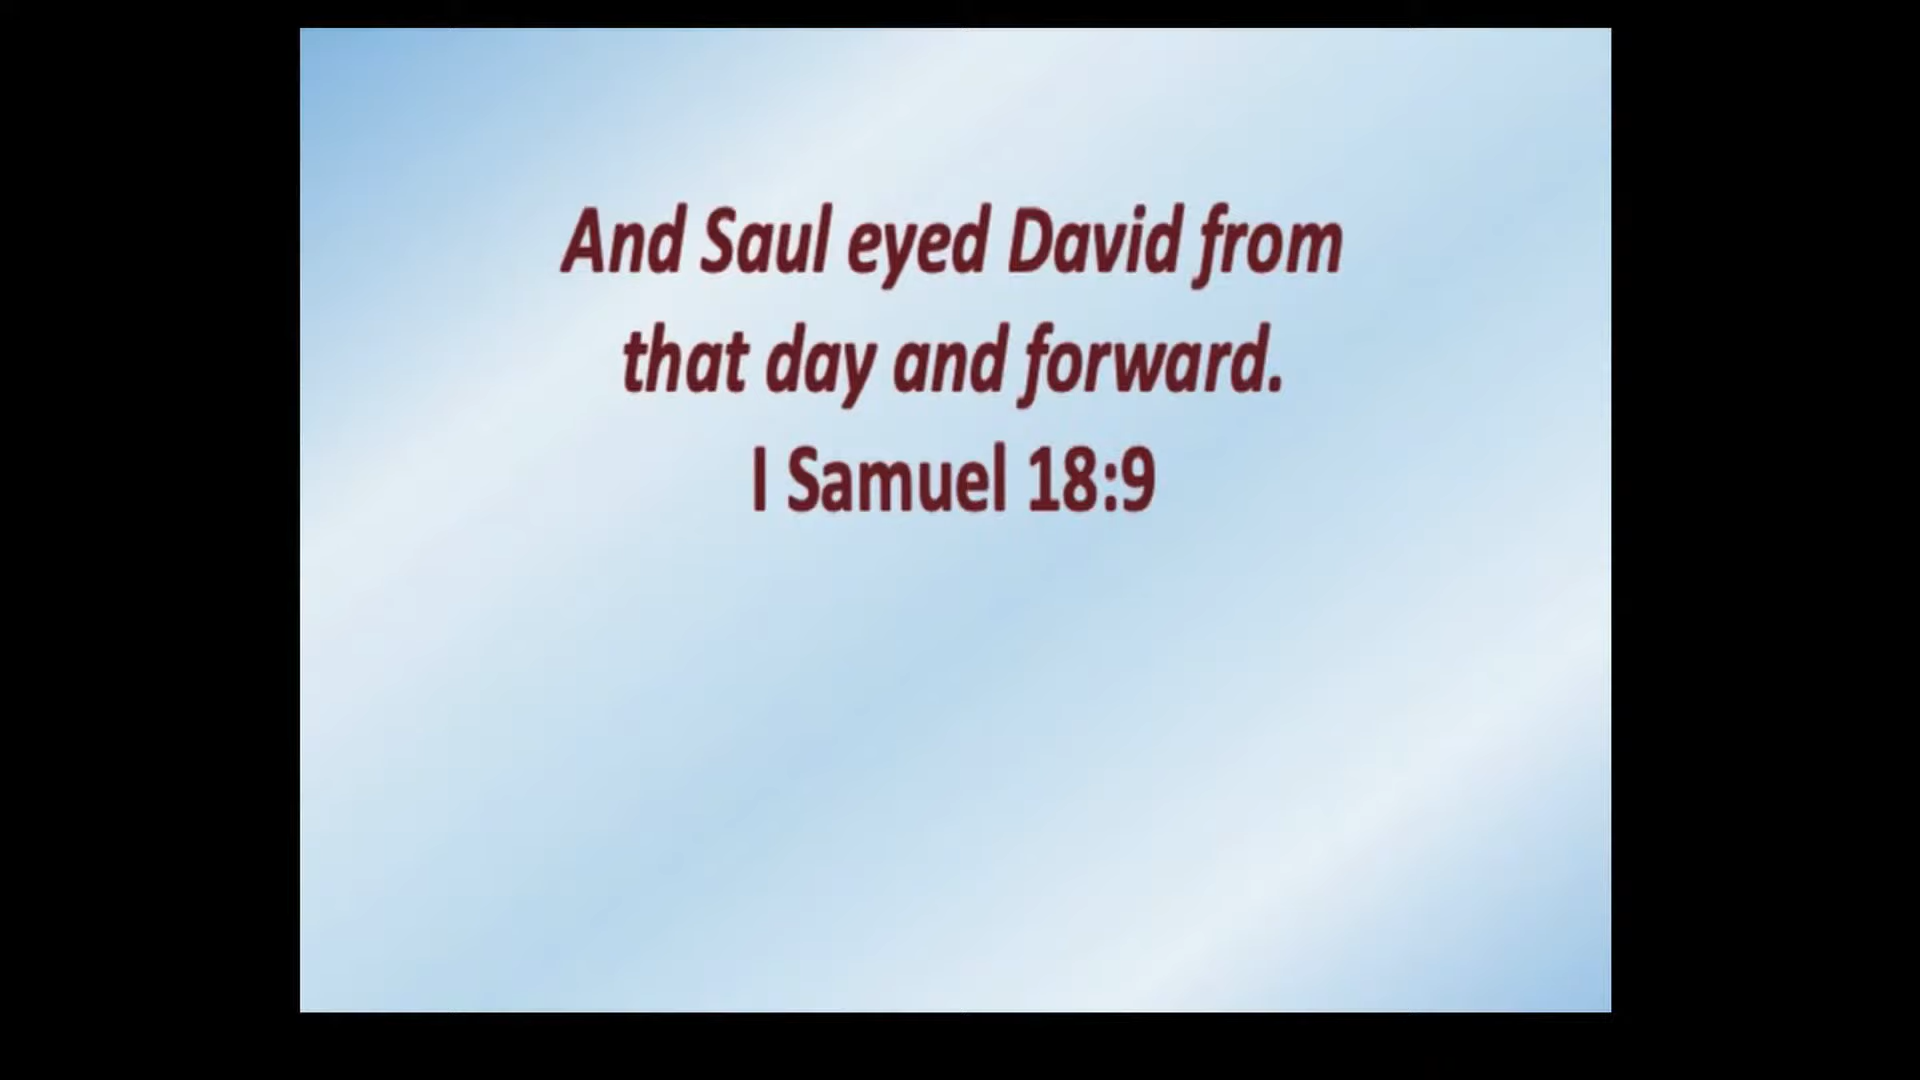 And Saul eyed David from
that day and forward.
I Samuel 18:9